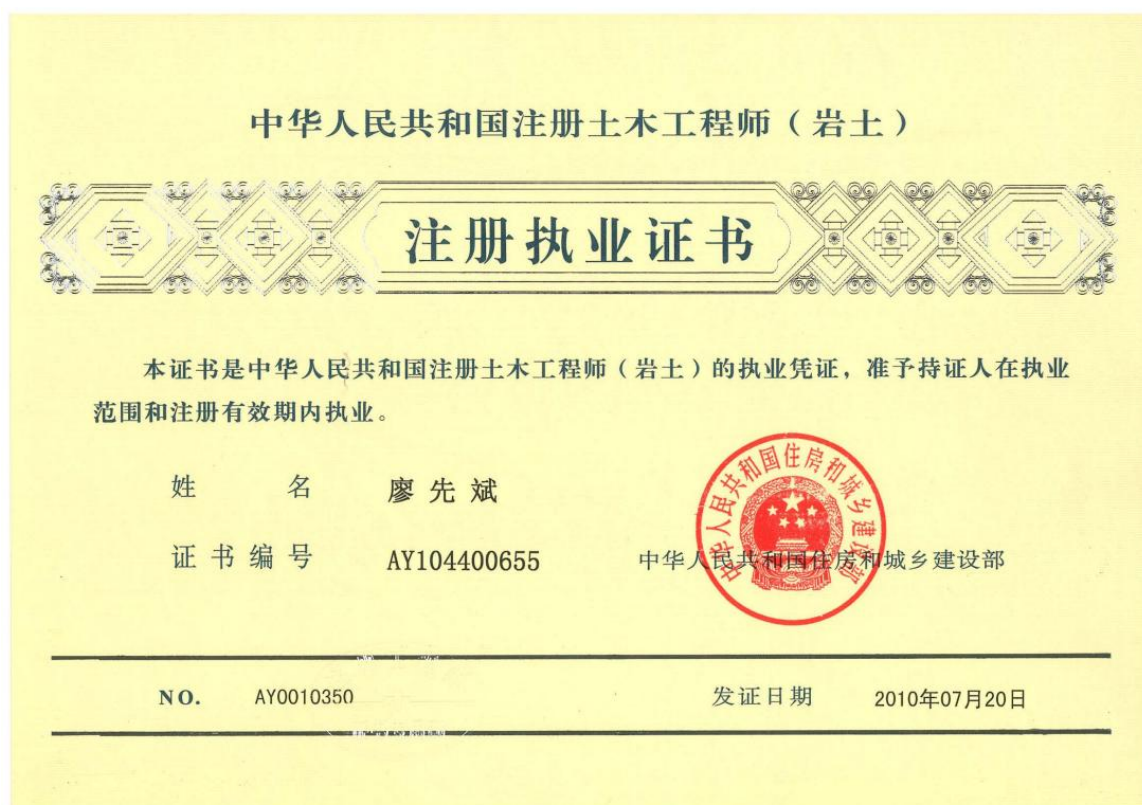 中华人民共和国注册土木工程师（岩土）
注册执业证书
本证书是中华人民共和国注册土木工程师（岩土）的执业凭证，准予持证人在执业
范围和注册有效期内执业。
姓 名 廖先斌
证书编号 AY104400655
中华人民共和国住房和城乡建设部
中华人民共和国住房和城乡建设部
NO. AY0010350 发证日期 2010年07月20日